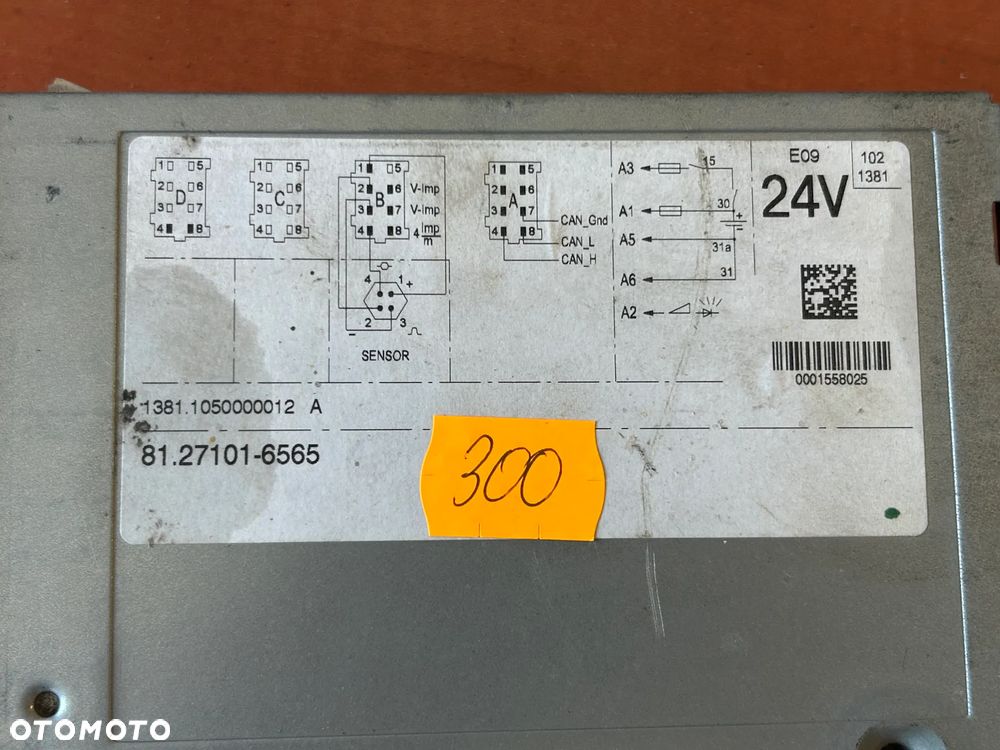 1 5 1 5 1 5 1 5 A3 15 E09 102
2 6 2 6 2 6 V-Imp 2 6 24V 1381
D C B A
3 3 7 3 7 V-Imp 3 7 CAN_Gnd A1 30
4 8 4 8 4 8 4 Imp/m 4 8 CAN_L A5 31a
CAN_H
4 1 + A6 31
A2
2 3
−
SENSOR
0001558025
1381.1050000012 A
81.27101-6565
300
OTOMOTO